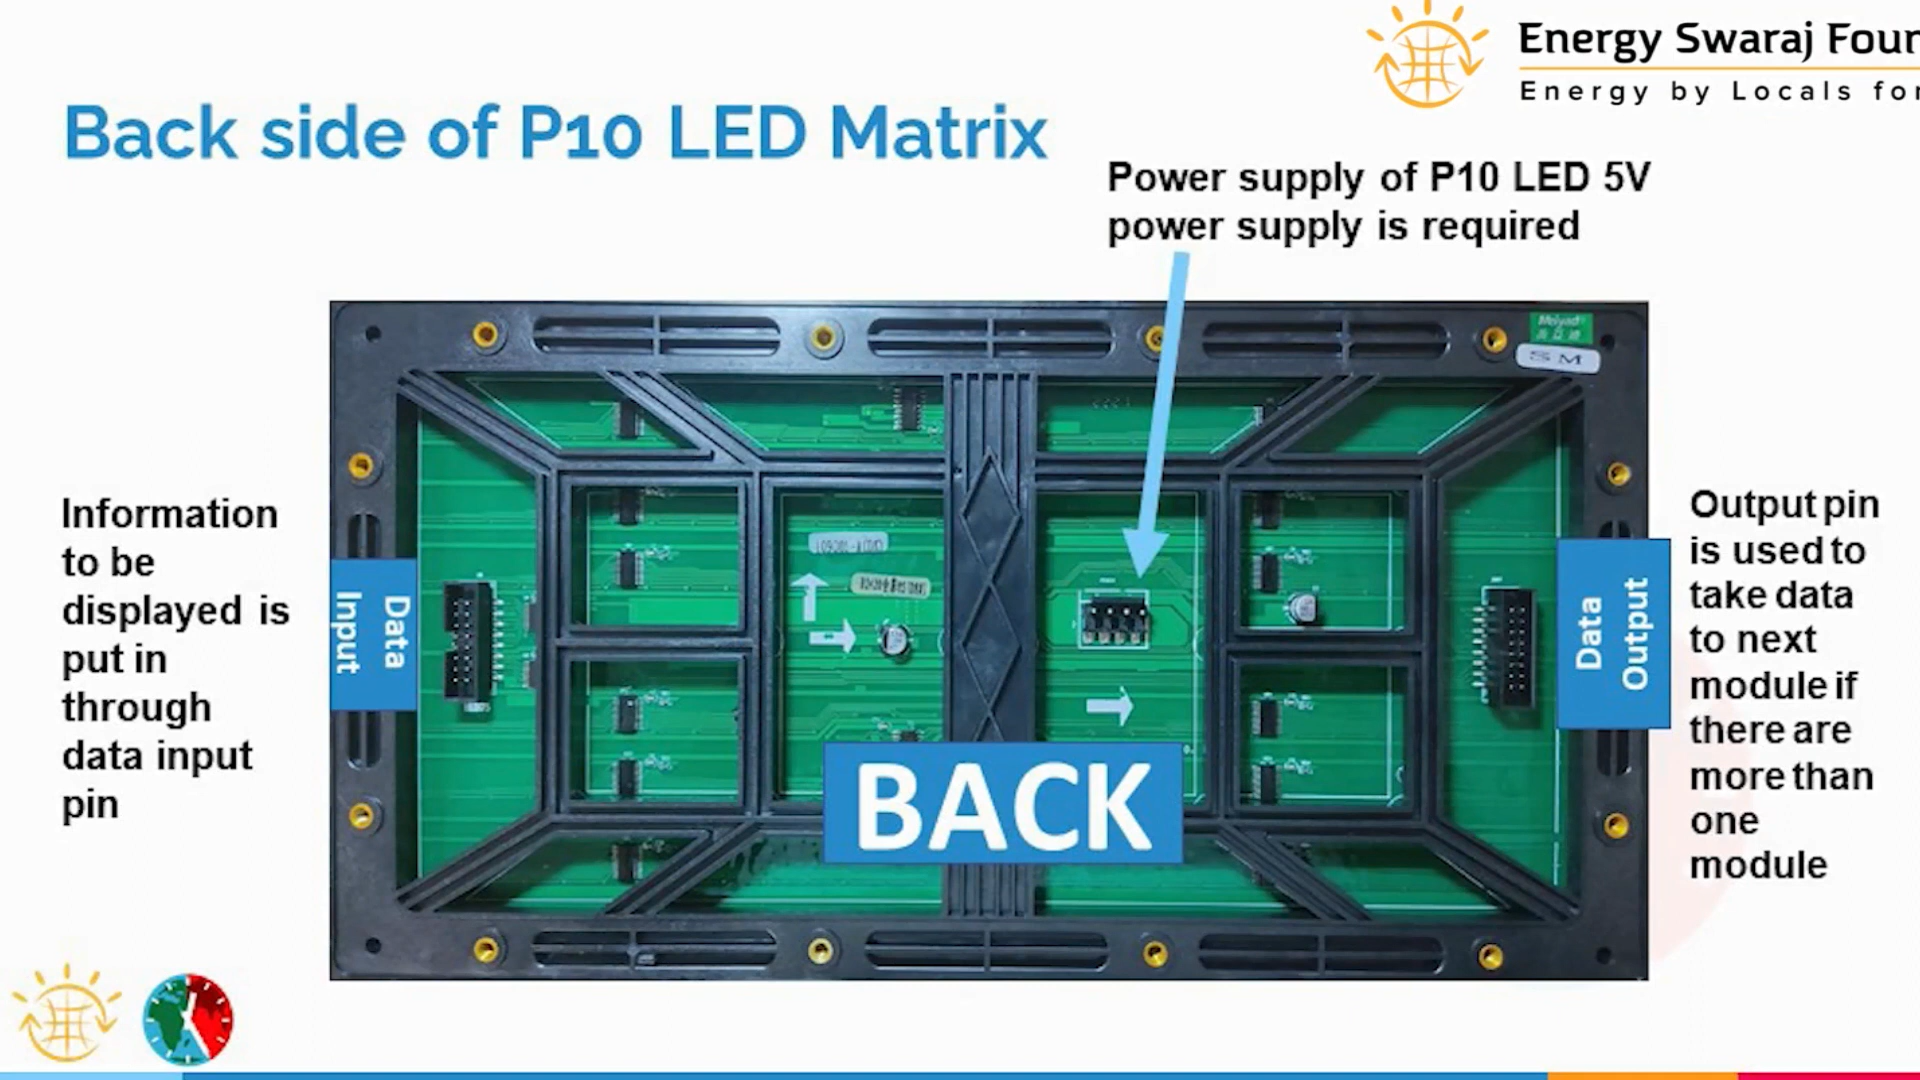 Energy Swaraj Four
Energy by Locals for
Back side of P10 LED Matrix
Power supply of P10 LED 5V
power supply is required
Information
to be
displayed is
put in
through
data input
pin
Data
Input
Data
Output
Output pin
is used to
take data
to next
module if
there are
more than
one
module
SM
BACK